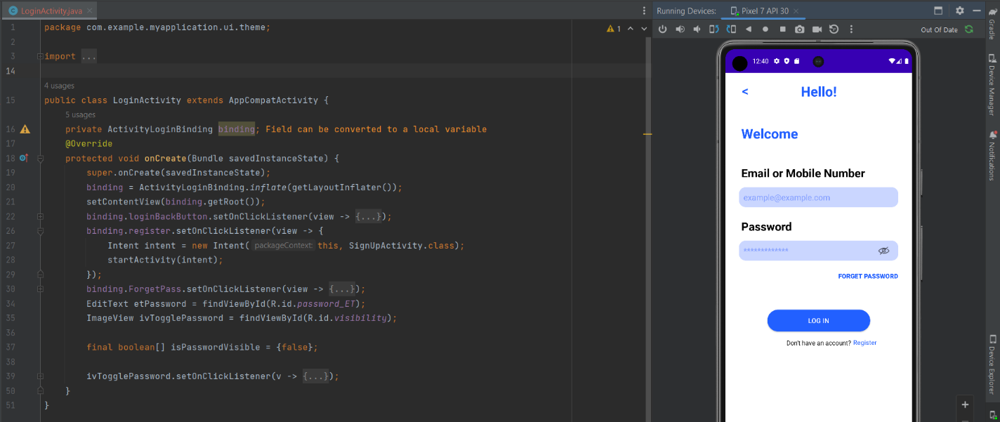 LoginActivity.java
Running Devices: Pixel 7 API 30
1 package com.example.myapplication.ui.theme;
1
Out Of Date
2
3 import ...
14
4 usages
15 public class LoginActivity extends AppCompatActivity {
5 usages
16 private ActivityLoginBinding binding; Field can be converted to a local variable
17 @Override
18 protected void onCreate(Bundle savedInstanceState) {
19 super.onCreate(savedInstanceState);
20 binding = ActivityLoginBinding.inflate(getLayoutInflater());
21 setContentView(binding.getRoot());
22 binding.loginBackButton.setOnClickListener(view -> {...});
26 binding.register.setOnClickListener(view -> {
27 Intent intent = new Intent( packageContext: this, SignUpActivity.class);
28 startActivity(intent);
29 });
30 binding.ForgetPass.setOnClickListener(view -> {...});
34 EditText etPassword = findViewById(R.id.password_ET);
35 ImageView ivTogglePassword = findViewById(R.id.visibility);
36
37 final boolean[] isPasswordVisible = {false};
38
39 ivTogglePassword.setOnClickListener(v -> {...});
50 }
51 }
12:40
< Hello!
Welcome
Email or Mobile Number
example@example.com
Password
*************
FORGET PASSWORD
LOG IN
Don't have an account? Register
Gradle
Device Manager
Notifications
Device Explorer